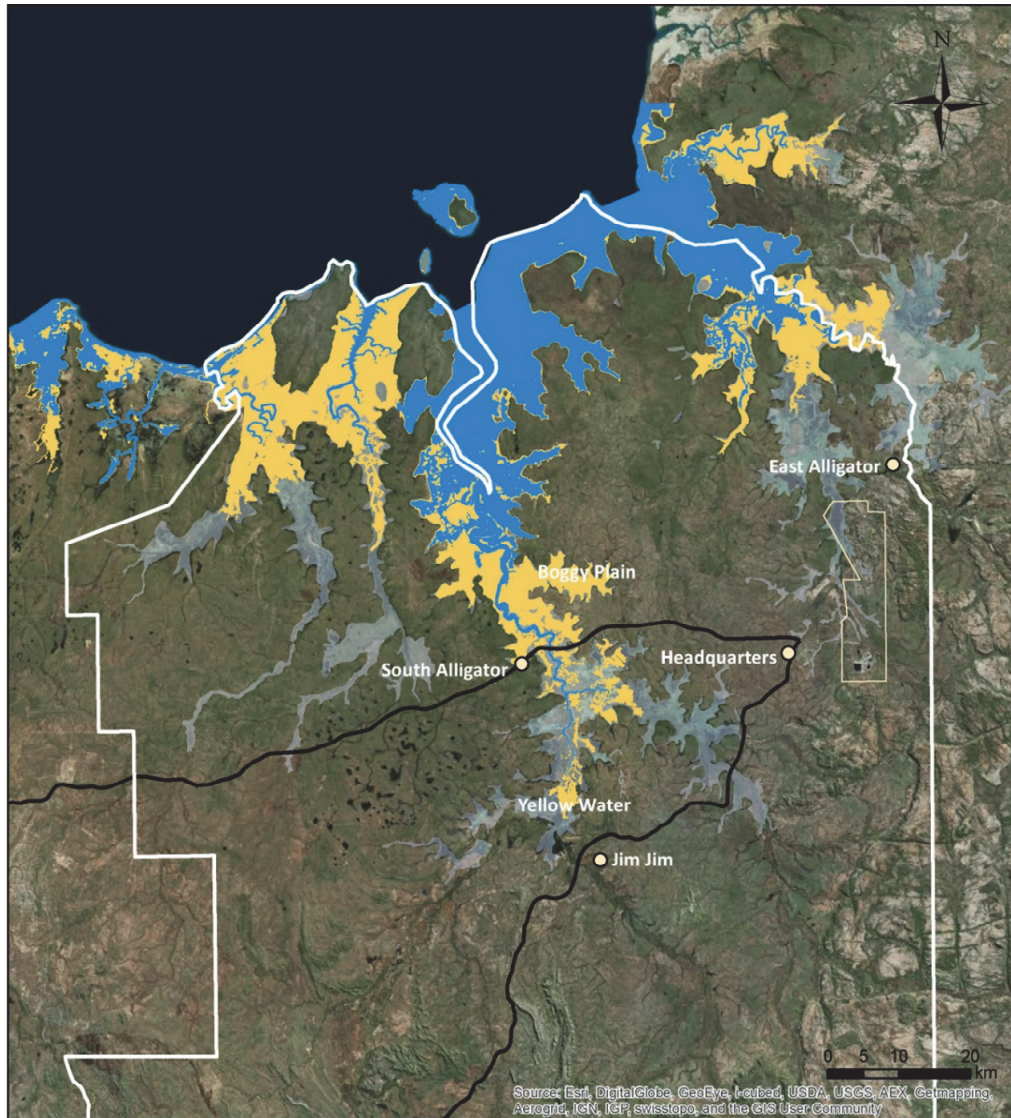 N
East Alligator
Boggy Plain
South Alligator
Headquarters
Yellow Water
Jim Jim
0 5 10 20
km
Source: Esri, DigitalGlobe, GeoEye, i-cubed, USDA, USGS, AEX, Getmapping,
Aerogrid, IGN, IGP, swisstopo, and the GIS User Community